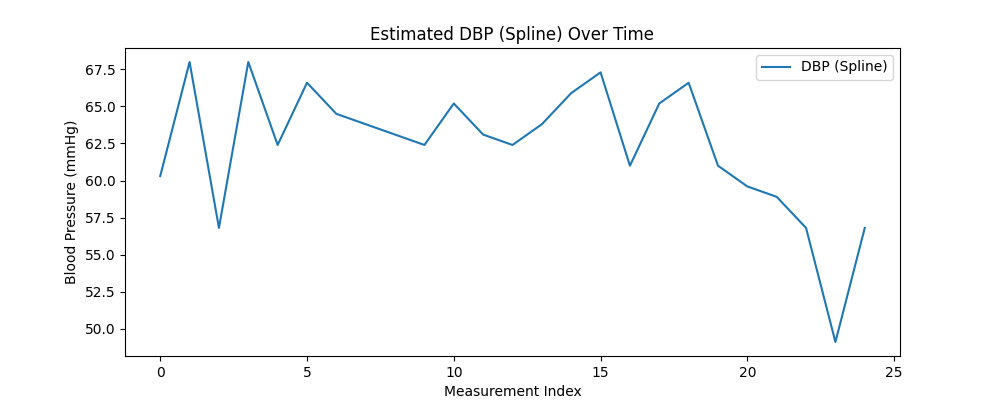 Estimated DBP (Spline) Over Time
DBP (Spline)
Blood Pressure (mmHg)
67.5
65.0
62.5
60.0
57.5
55.0
52.5
50.0
0 5 10 15 20 25
Measurement Index